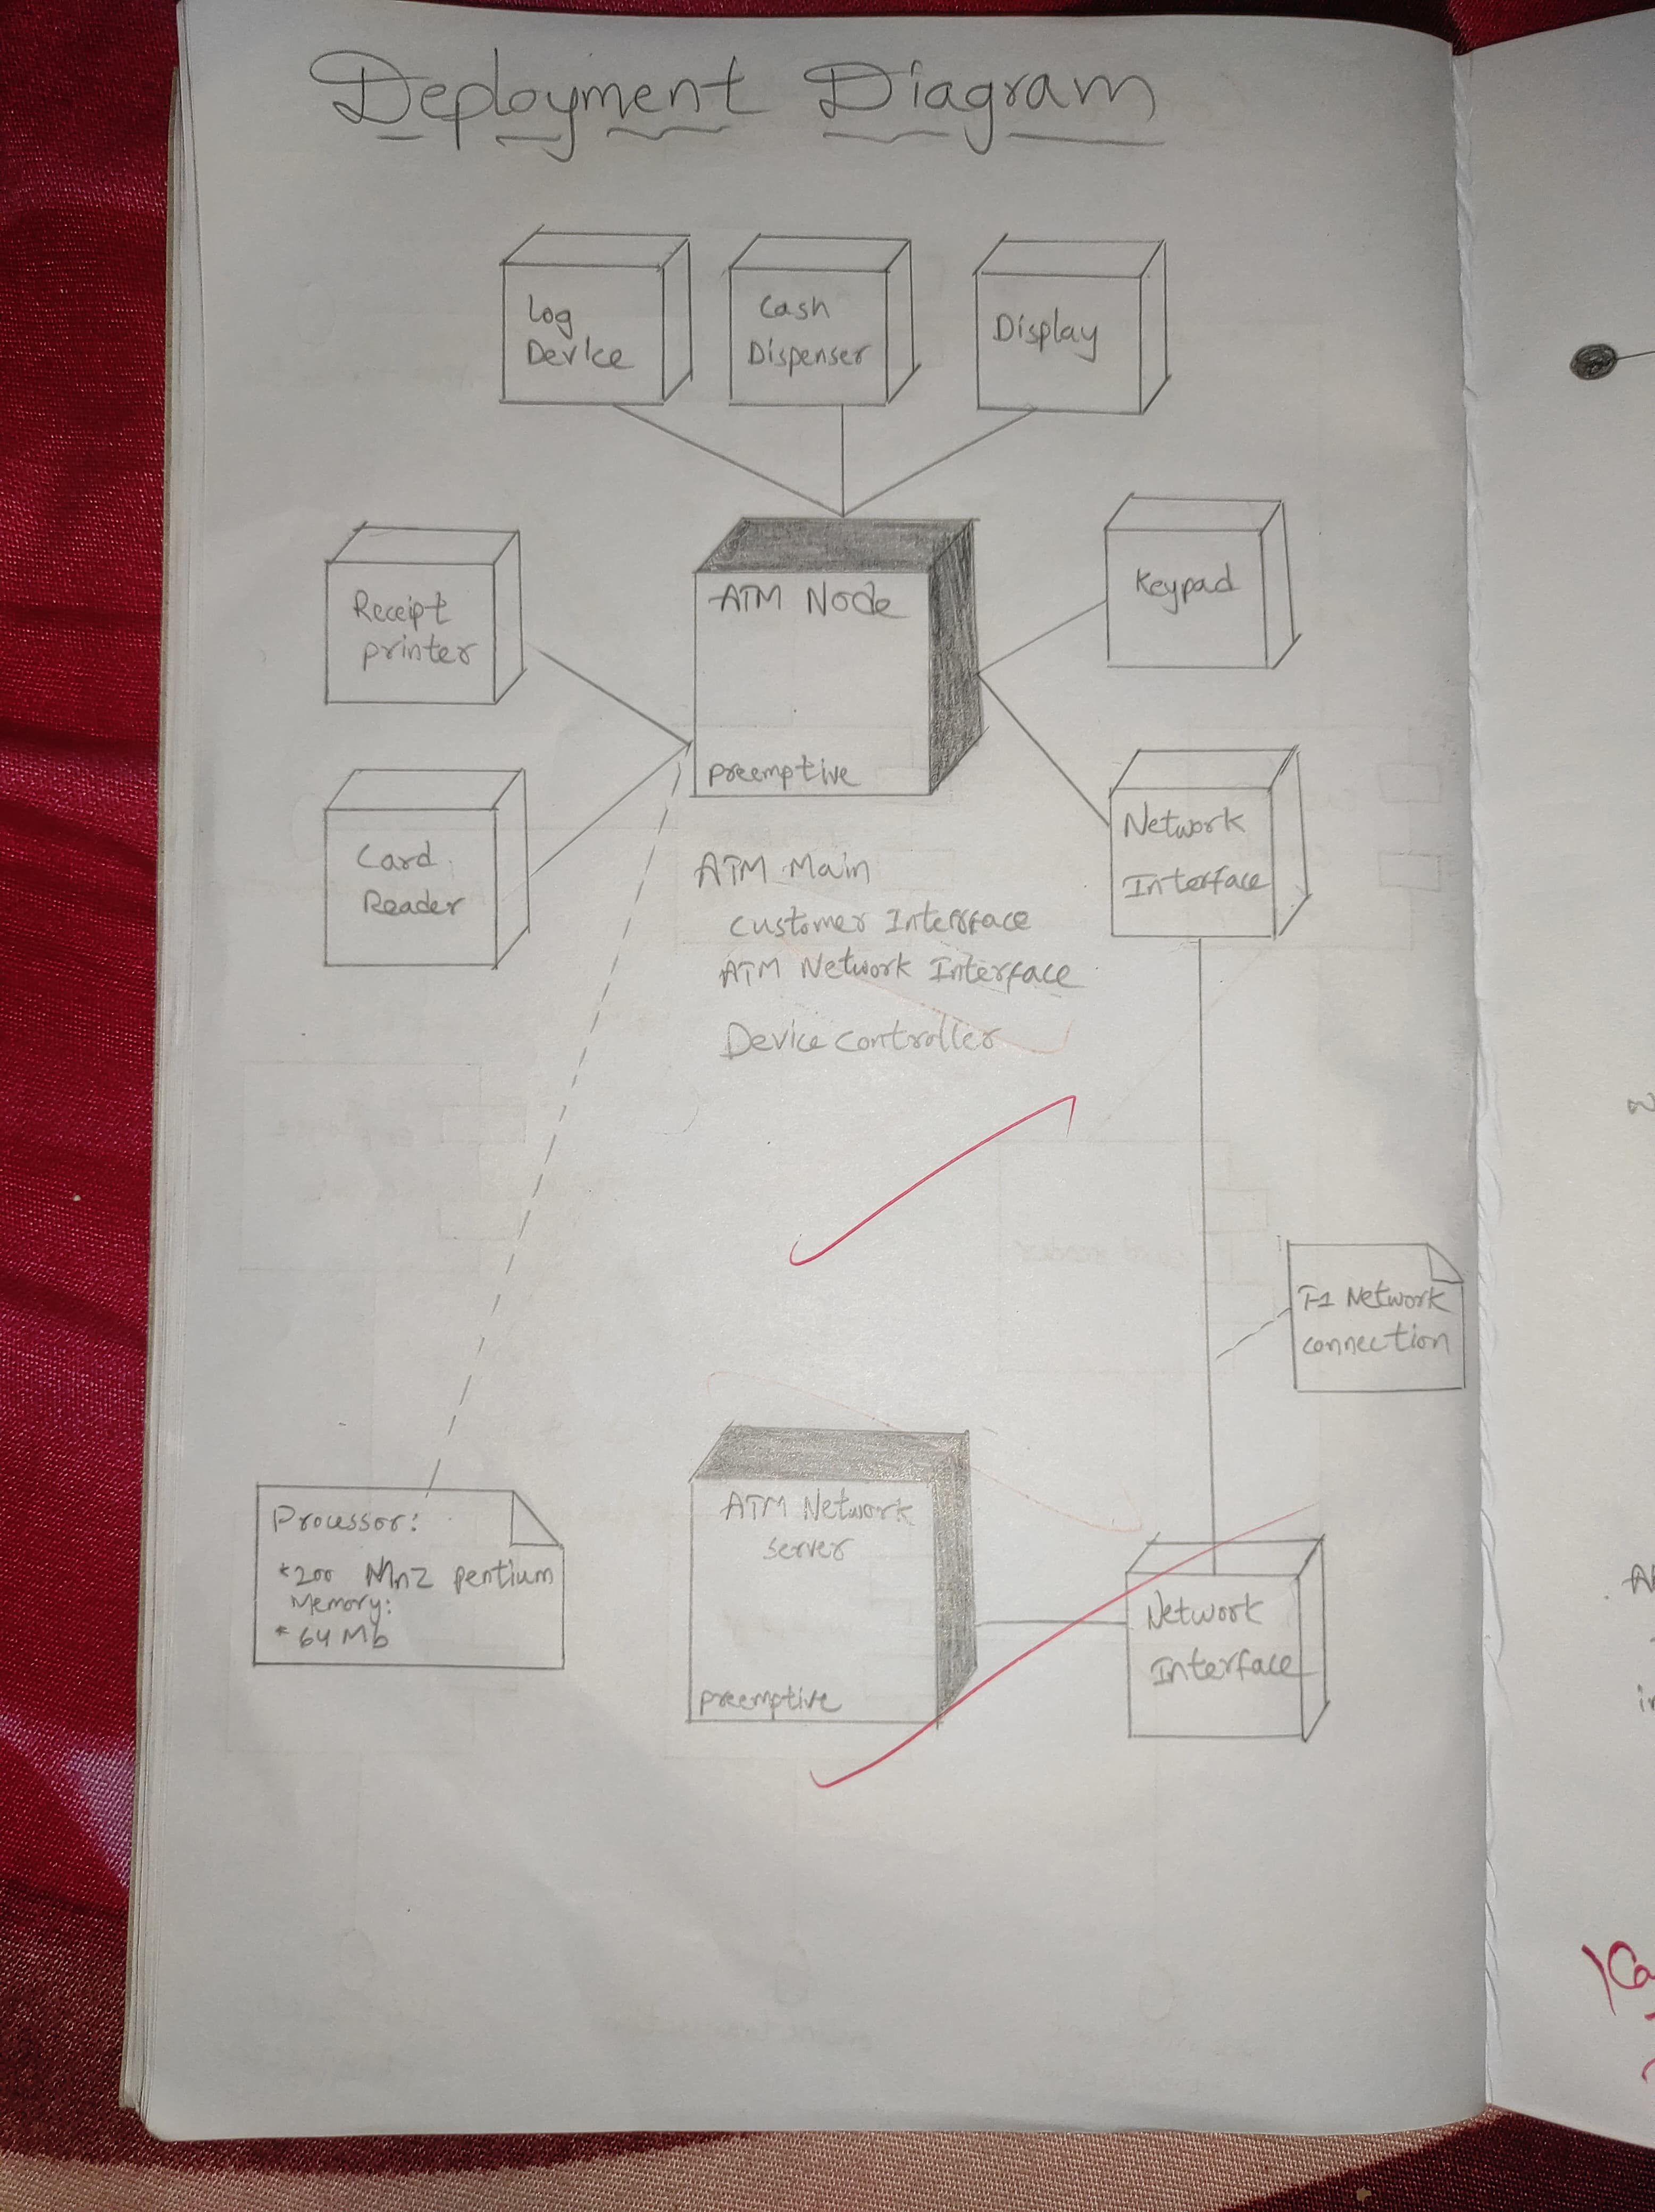 Deployment Diagram
Log
Device
Cash
Dispenser
Display
Receipt
printer
ATM Node
preemptive
Keypad
Card
Reader
Network
Interface
ATM Main
Customer Interface
ATM Network Interface
Device controller
T-1 Network
connection
Processor:
*200 MnZ pentium
Memory:
* 64 Mb
ATM Network
server
preemptive
Network
Interface